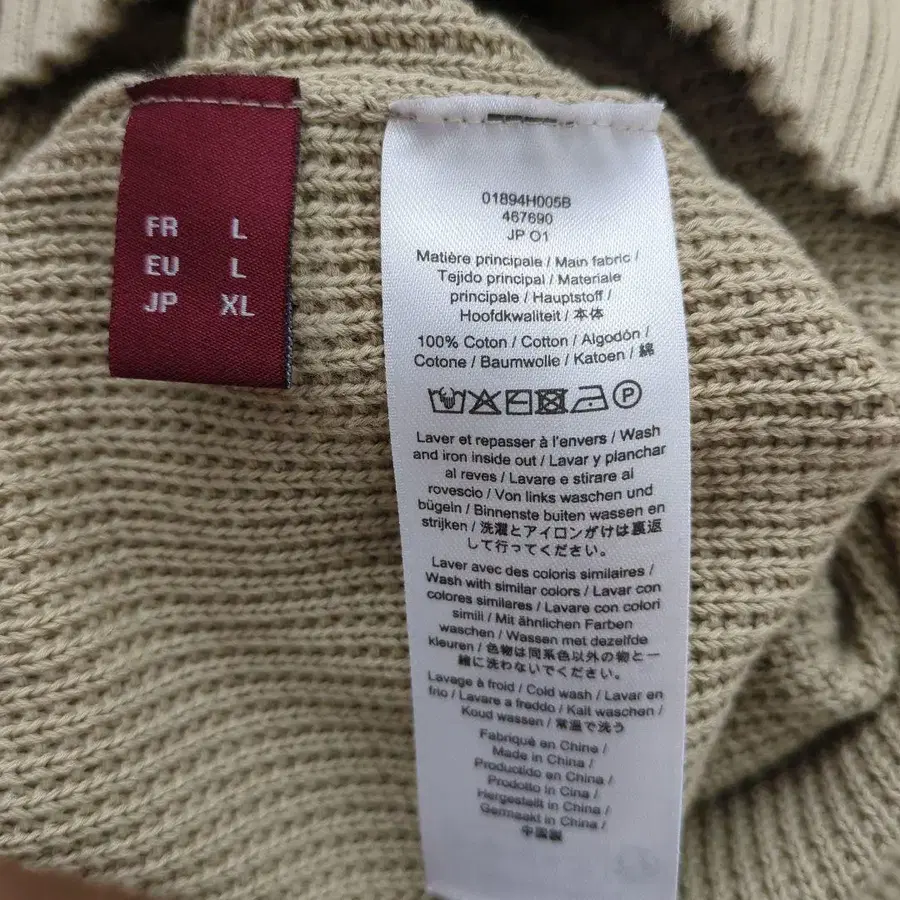 FR L
EU L
JP XL
01894H005B
467690
JP O1
Matière principale / Main fabric /
Tejido principal / Materiale
principale / Hauptstoff /
Hoofdkwaliteit / 本体
100% Coton / Cotton / Algodón /
Cotone / Baumwolle / Katoen / 綿
P
Laver et repasser à l'envers / Wash
and iron inside out / Lavar y planchar
al reves / Lavare e stirare al
rovescio / Von links waschen und
bügeln / Binnenste buiten wassen en
strijken / 洗濯とアイロンがけは裏返
して行ってください。
Laver avec des coloris similaires /
Wash with similar colors / Lavar con
colores similares / Lavare con colori
simili / Mit ähnlichen Farben
waschen / Wassen met dezelfde
kleuren / 色物は同系色以外の物と一
緒に洗わないでください。
Lavage à froid / Cold wash / Lavar en
frio / Lavare a freddo / Kalt waschen /
Koud wassen / 常温で洗う
Fabriqué en Chine /
Made in China /
Producido en China /
Prodotto in Cina /
Hergestellt in China /
Germaakt in China /
中国製